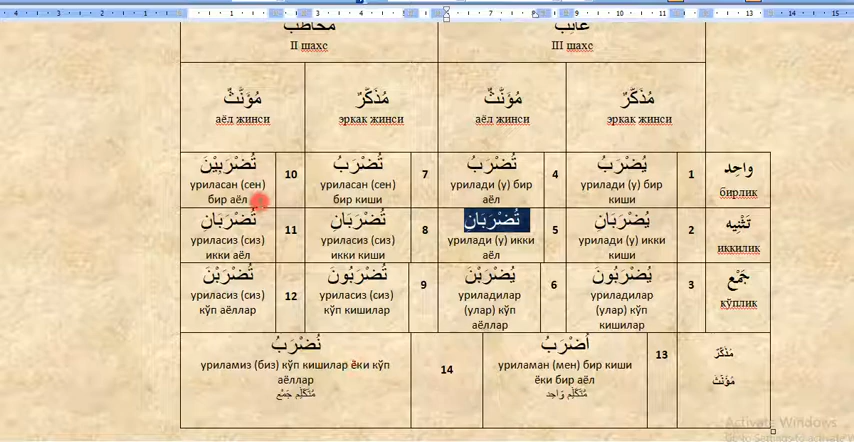 غَائِب
مُخَاطَب
III шахс
II шахс
مُذَكَّرٌ
مُؤَنَّثٌ
مُذَكَّرٌ
مُؤَنَّثٌ
эркак жинси
аёл жинси
эркак жинси
аёл жинси
واحِد
бирлик
1
يُضْرَبُ
урилади (у) бир
киши
4
تُضْرَبُ
урилади (у) бир
аёл
7
تُضْرَبُ
уриласан (сен)
бир киши
10
تُضْرَبِيْنَ
уриласан (сен)
бир аёл
تَثْنِيه
иккилик
2
يُضْرَبَانِ
урилади (у) икки
киши
5
تُضْرَبَانِ
урилади (у) икки
аёл
8
تُضْرَبَانِ
уриласиз (сиз)
икки киши
11
تُضْرَبَانِ
уриласиз (сиз)
икки аёл
جَمْع
кўплик
3
يُضْرَبُونَ
уриладилар
(улар) кўп
кишилар
6
يُضْرَبْنَ
уриладилар
(улар) кўп
аёллар
9
تُضْرَبُونَ
уриласиз (сиз)
кўп кишилар
12
تُضْرَبْنَ
уриласиз (сиз)
кўп аёллар
مُذَكَّرٌ
مُؤَنَّثٌ
13
اُضْرَبُ
уриламан (мен) бир киши
ёки бир аёл
مُتَكَلِّم وَاحِد
14
نُضْرَبُ
уриламиз (биз) кўп кишилар ёки кўп
аёллар
مُتَكَلِّم جَمْع
Activate Windows